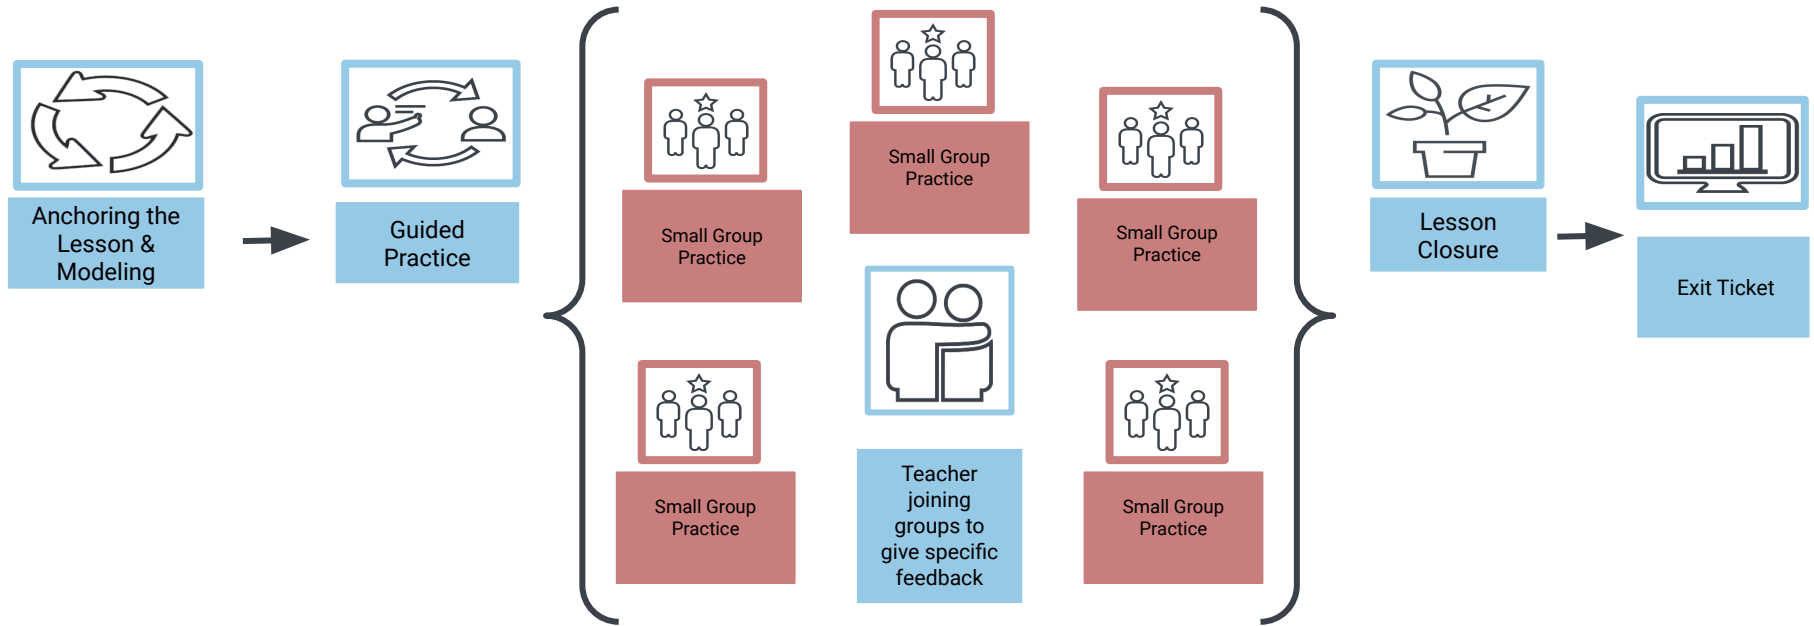 Anchoring the
Lesson &
Modeling
Guided
Practice
Small Group
Practice
Small Group
Practice
Small Group
Practice
Small Group
Practice
Teacher
joining
groups to
give specific
feedback
Small Group
Practice
Lesson
Closure
Exit Ticket